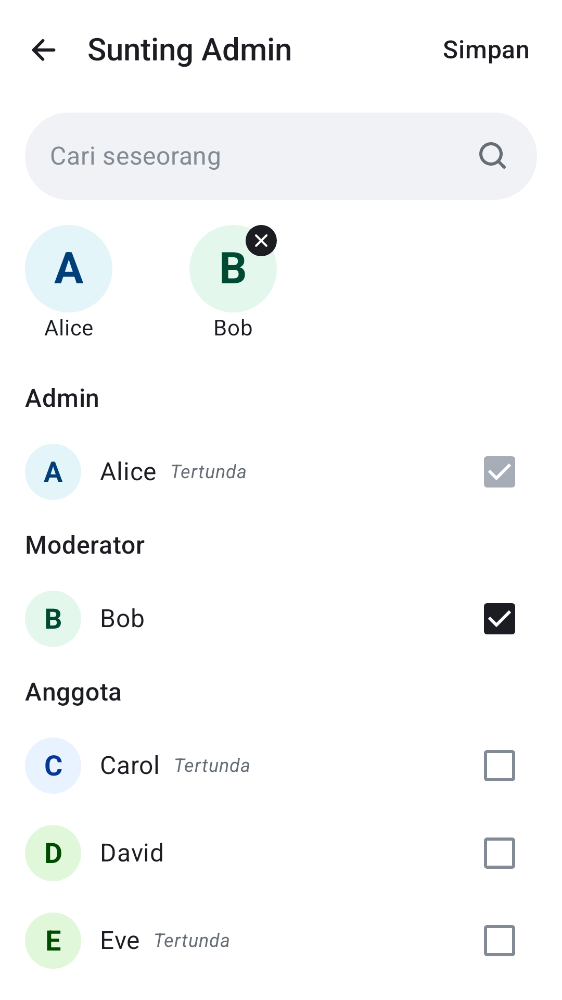 Sunting Admin Simpan
Cari seseorang
A B
Alice Bob
Admin
A Alice Tertunda
Moderator
B Bob
Anggota
C Carol Tertunda
D David
E Eve Tertunda